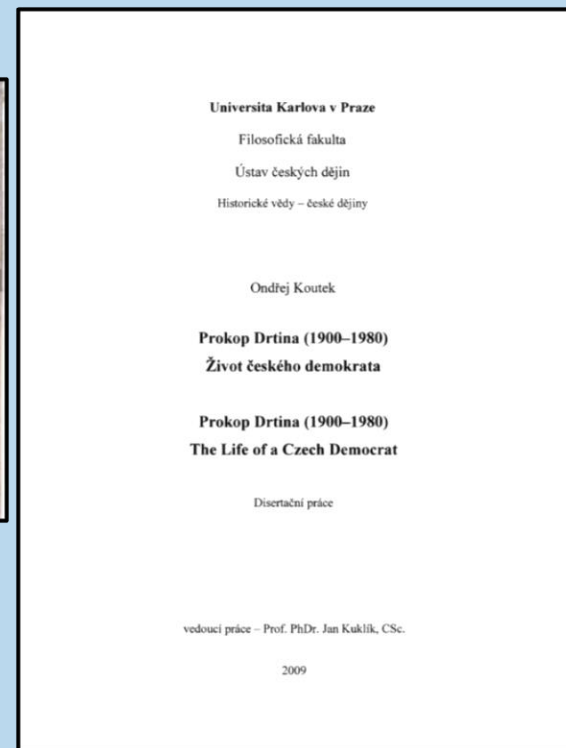 Universita Karlova v Praze
Filosofická fakulta
Ústav českých dějin
Historické vědy – české dějiny
Ondřej Koutek
Prokop Drtina (1900–1980)
Život českého demokrata
Prokop Drtina (1900–1980)
The Life of a Czech Democrat
Disertační práce
vedoucí práce – Prof. PhDr. Jan Kuklík, CSc.
2009